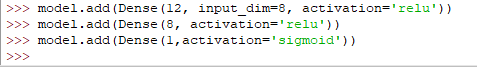 >>> model.add(Dense(12, input_dim=8, activation='relu'))
>>> model.add(Dense(8, activation='relu'))
>>> model.add(Dense(1,activation='sigmoid'))
>>>